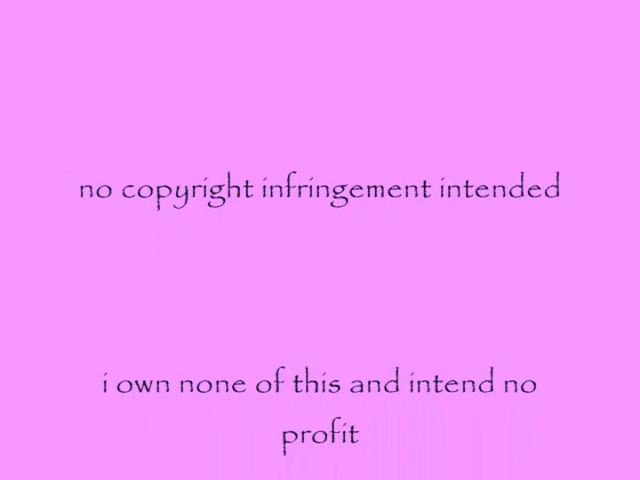 no copyright infringement intended
i own none of this and intend no
profit